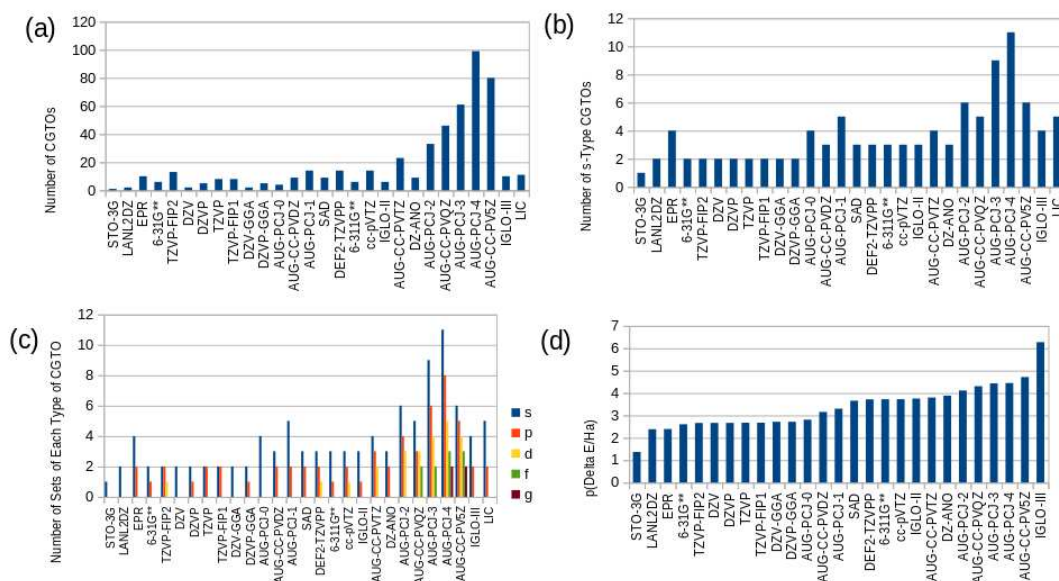 (a)
Number of CGTOs
120
100
80
60
40
20
0
STO-3G
LANL2DZ
EPR
6-31G**
TZVP-FIP2
DZV
DZVP
TZVP
TZVP-FIP1
DZV-GGA
DZVP-GGA
AUG-PCJ-0
AUG-CC-PVDZ
AUG-PCJ-1
SAD
DEF2-TZVPP
6-311G**
cc-pVTZ
IGLO-II
AUG-CC-PVTZ
DZ-ANO
AUG-PCJ-2
AUG-CC-PVQZ
AUG-PCJ-3
AUG-PCJ-4
AUG-CC-PV5Z
IGLO-III
LIC
(b)
Number of s-Type CGTOs
12
10
8
6
4
2
0
STO-3G
LANL2DZ
EPR
6-31G**
TZVP-FIP2
DZV
DZVP
TZVP
TZVP-FIP1
DZV-GGA
DZVP-GGA
AUG-PCJ-0
AUG-CC-PVDZ
AUG-PCJ-1
SAD
DEF2-TZVPP
6-311G**
cc-pVTZ
IGLO-II
AUG-CC-PVTZ
DZ-ANO
AUG-PCJ-2
AUG-CC-PVQZ
AUG-PCJ-3
AUG-PCJ-4
AUG-CC-PV5Z
IGLO-III
LIC
(c)
Number of Sets of Each Type of CGTO
12
10
8
6
4
2
0
STO-3G
LANL2DZ
EPR
6-31G**
TZVP-FIP2
DZV
DZVP
TZVP
TZVP-FIP1
DZV-GGA
DZVP-GGA
AUG-PCJ-0
AUG-CC-PVDZ
AUG-PCJ-1
SAD
DEF2-TZVPP
6-311G**
cc-pVTZ
IGLO-II
AUG-CC-PVTZ
DZ-ANO
AUG-PCJ-2
AUG-CC-PVQZ
AUG-PCJ-3
AUG-PCJ-4
AUG-CC-PV5Z
IGLO-III
LIC
s
p
d
f
g
(d)
p(Delta E/Ha)
7
6
5
4
3
2
1
0
STO-3G
LANL2DZ
EPR
6-31G**
TZVP-FIP2
DZV
DZVP
TZVP
TZVP-FIP1
DZV-GGA
DZVP-GGA
AUG-PCJ-0
AUG-CC-PVDZ
AUG-PCJ-1
SAD
DEF2-TZVPP
6-311G**
cc-pVTZ
IGLO-II
AUG-CC-PVTZ
DZ-ANO
AUG-PCJ-2
AUG-CC-PVQZ
AUG-PCJ-3
AUG-PCJ-4
AUG-CC-PV5Z
IGLO-III